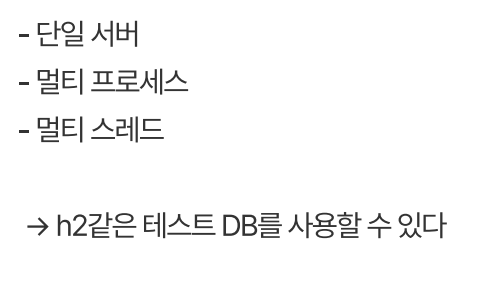 - 단일 서버
- 멀티 프로세스
- 멀티 스레드
→ h2같은 테스트 DB를 사용할 수 있다